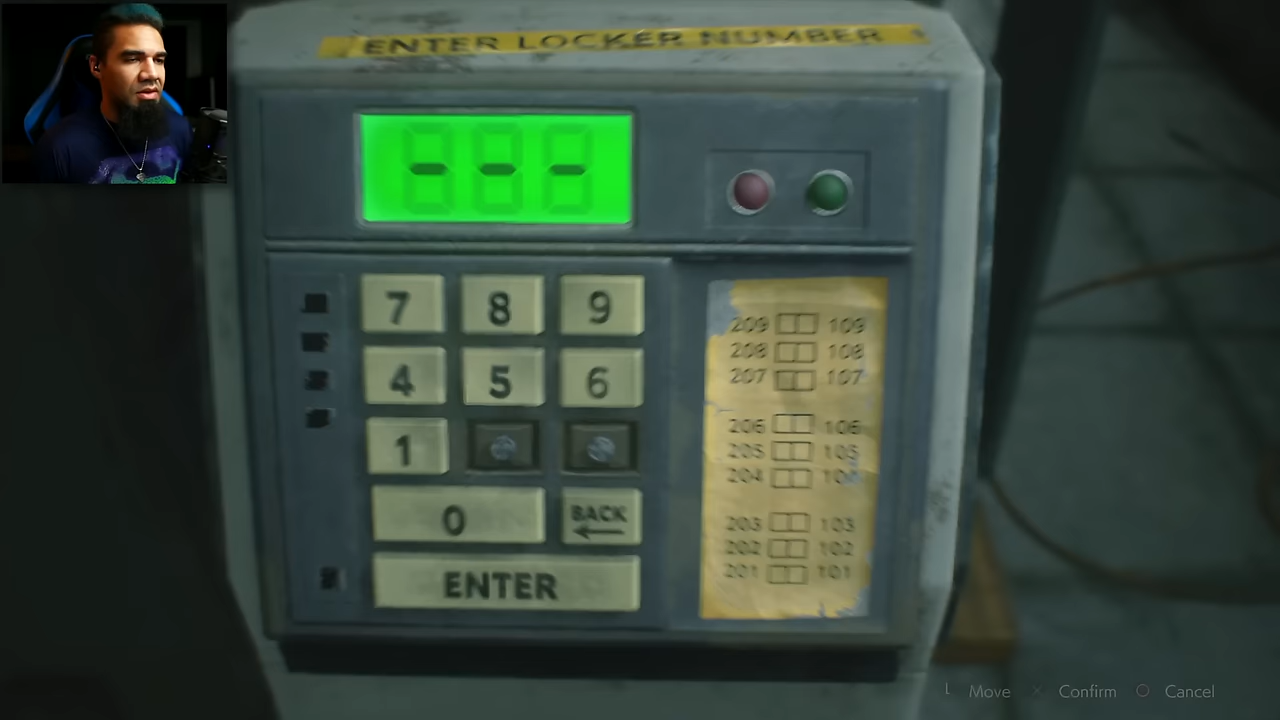 ENTER LOCKER NUMBER
- - -
7 8 9
4 5 6
1
0 BACK
ENTER
209 109
208 108
207 107
206 106
205 105
204
203 103
202 102
201 101
L Move × Confirm O Cancel